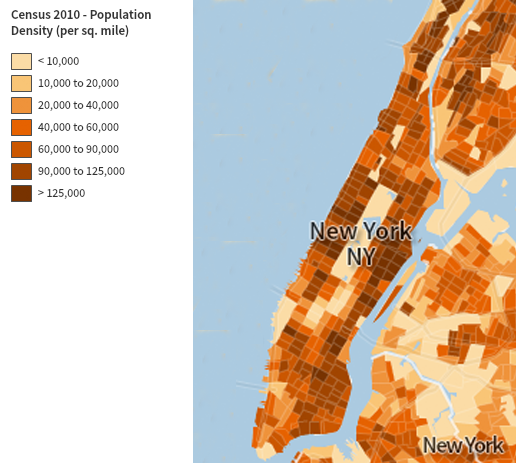 Census 2010 - Population
Density (per sq. mile)
< 10,000
10,000 to 20,000
20,000 to 40,000
40,000 to 60,000
60,000 to 90,000
90,000 to 125,000
> 125,000
New York
NY
New York